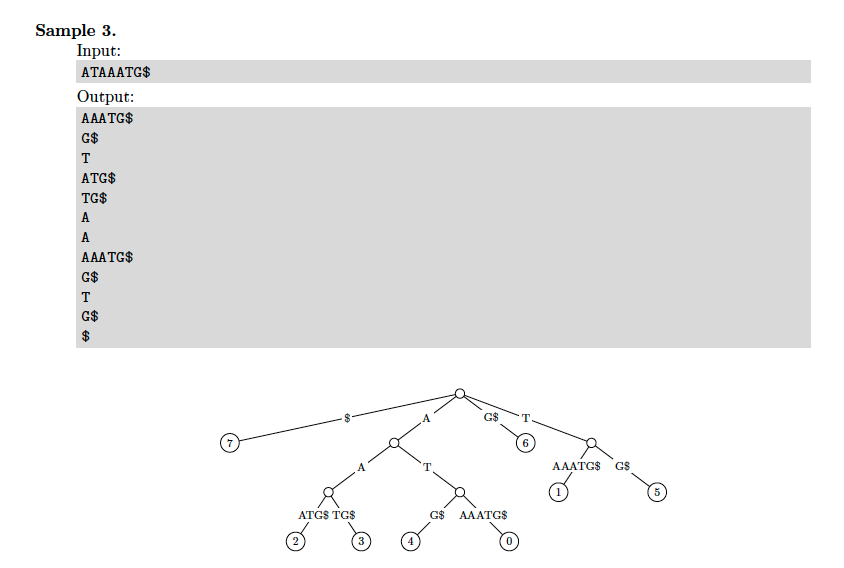 Sample 3.
Input:
ATAAATG$
Output:
AAATG$
G$
T
ATG$
TG$
A
A
AAATG$
G$
T
G$
$
$ A G$ T
7 6
A T AAATG$ G$
1 5
ATG$ TG$ G$ AAATG$
2 3 4 0